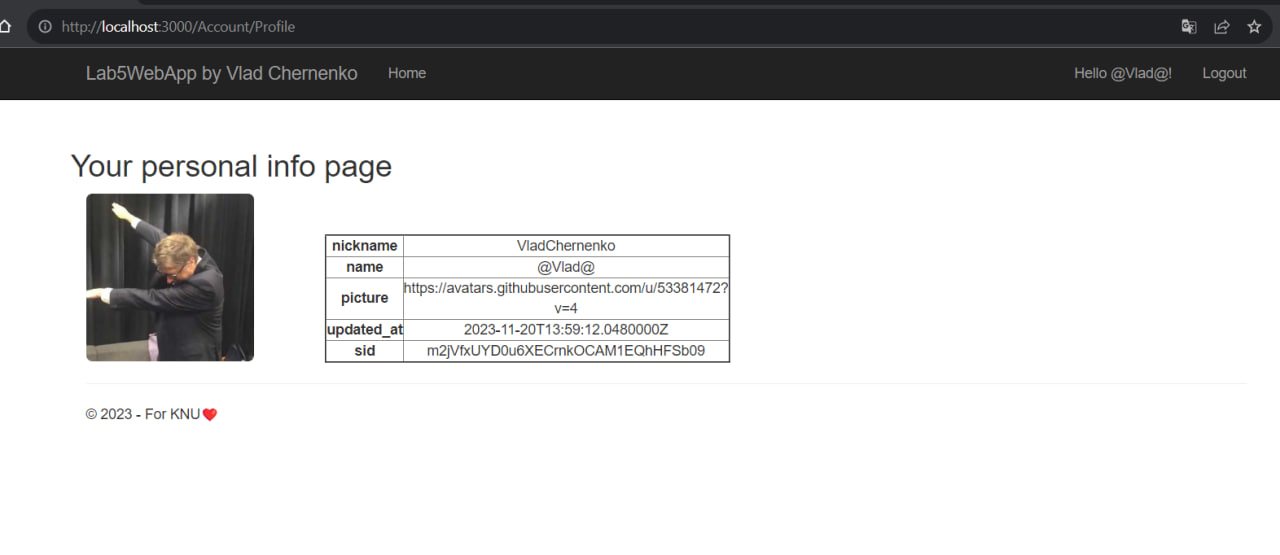 http://localhost:3000/Account/Profile
Lab5WebApp by Vlad Chernenko Home Hello @Vlad@! Logout
Your personal info page
nickname VladChernenko
name @Vlad@
picture https://avatars.githubusercontent.com/u/53381472?
v=4
updated_at 2023-11-20T13:59:12.0480000Z
sid m2jVfxUYD0u6XECrnkOCAM1EQhHFSb09
© 2023 - For KNU❤️